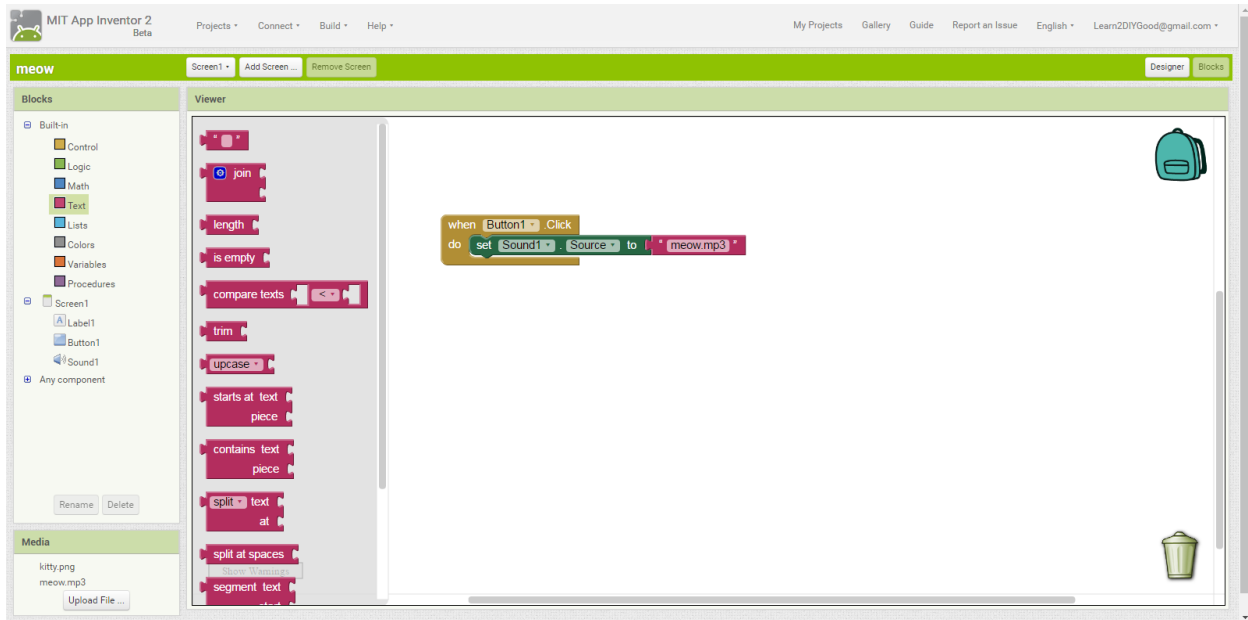 MIT App Inventor 2
Beta
Projects Connect Build Help
My Projects Gallery Guide Report an Issue English Learn2DIYGood@gmail.com
meow
Screen1 Add Screen ... Remove Screen
Designer Blocks
Blocks
Built-in
Control
Logic
Math
Text
Lists
Colors
Variables
Procedures
Screen1
A Label1
Button1
Sound1
Any component
Rename Delete
Media
kitty.png
meow.mp3
Upload File ...
Viewer
" "
join
length
is empty
compare texts <
trim
upcase
starts at text
piece
contains text
piece
split text
at
split at spaces
Show Warnings
segment text
start
when Button1 .Click
do set Sound1 . Source to " meow.mp3 "